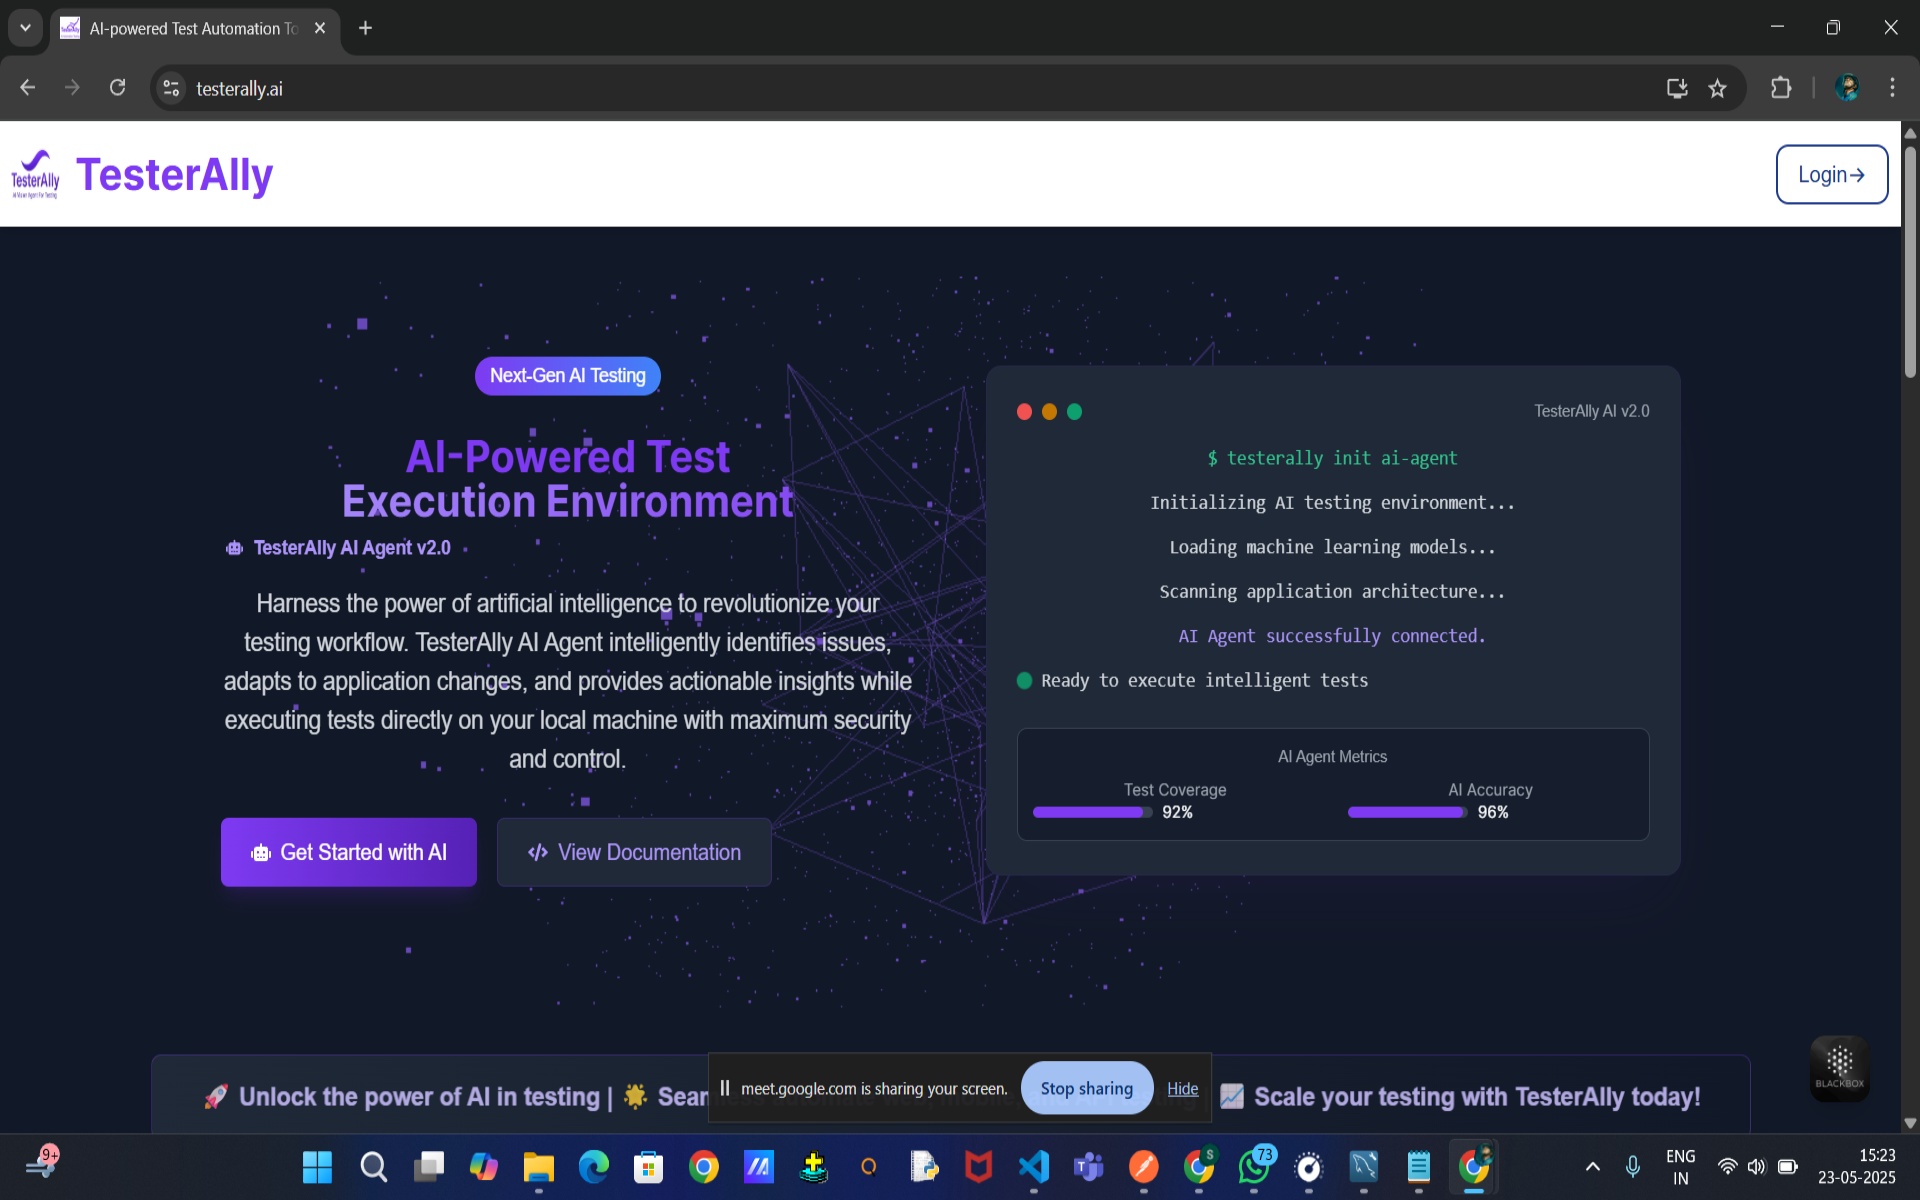 AI-powered Test Automation To
testerally.ai
TesterAlly
TesterAlly
Login→
Next-Gen AI Testing
AI-Powered Test
Execution Environment
TesterAlly AI Agent v2.0
Harness the power of artificial intelligence to revolutionize your
testing workflow. TesterAlly AI Agent intelligently identifies issues,
adapts to application changes, and provides actionable insights while
executing tests directly on your local machine with maximum security
and control.
Get Started with AI
</> View Documentation
TesterAlly AI v2.0
$ testerally init ai-agent
Initializing AI testing environment...
Loading machine learning models...
Scanning application architecture...
AI Agent successfully connected.
Ready to execute intelligent tests
AI Agent Metrics
Test Coverage
92%
AI Accuracy
96%
BLACKBOX
🚀 Unlock the power of AI in testing | 🌟 Sear
📈 Scale your testing with TesterAlly today!
meet.google.com is sharing your screen.
Stop sharing
Hide
9+
S
73
ENG
IN
15:23
23-05-2025